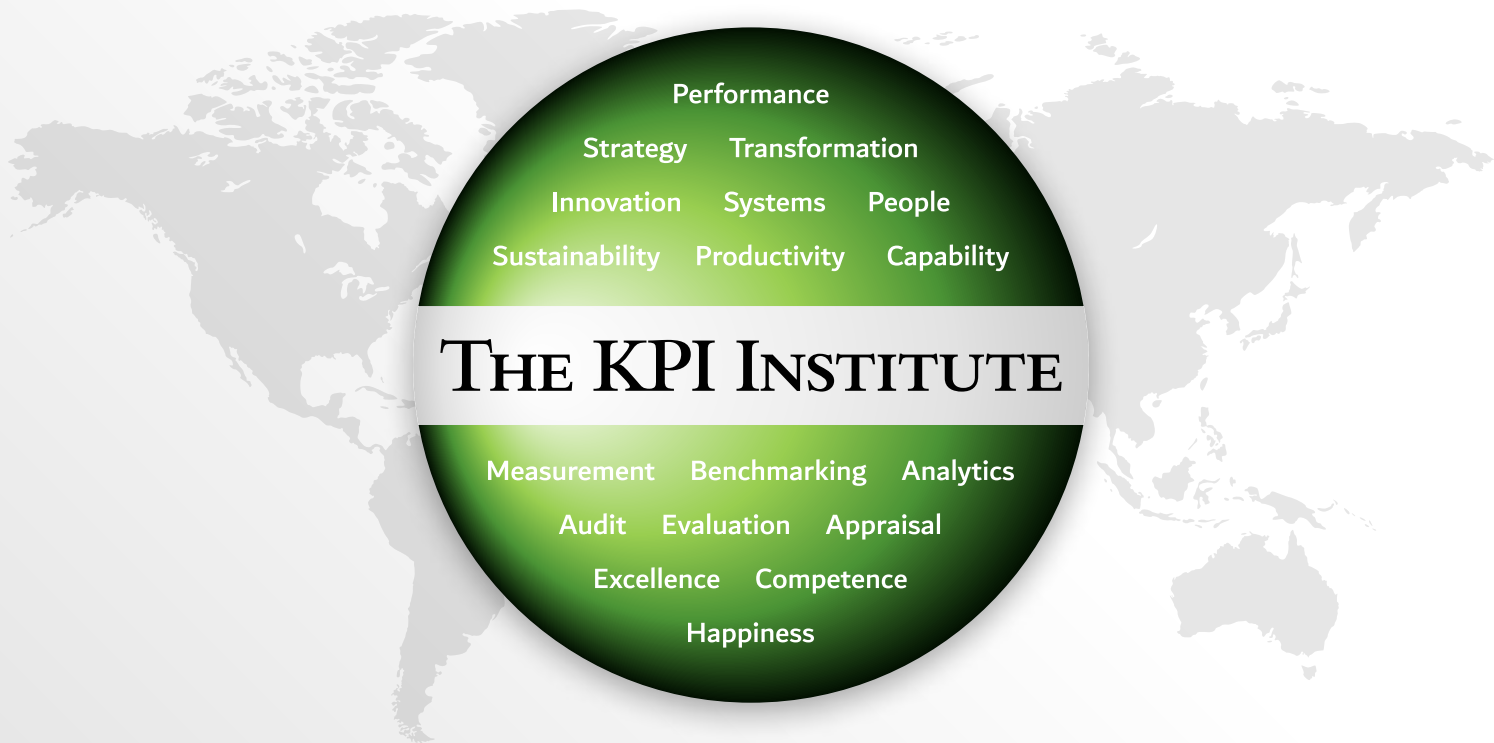 Performance
Strategy Transformation
Innovation Systems People
Sustainability Productivity Capability
The KPI Institute
Measurement Benchmarking Analytics
Audit Evaluation Appraisal
Excellence Competence
Happiness